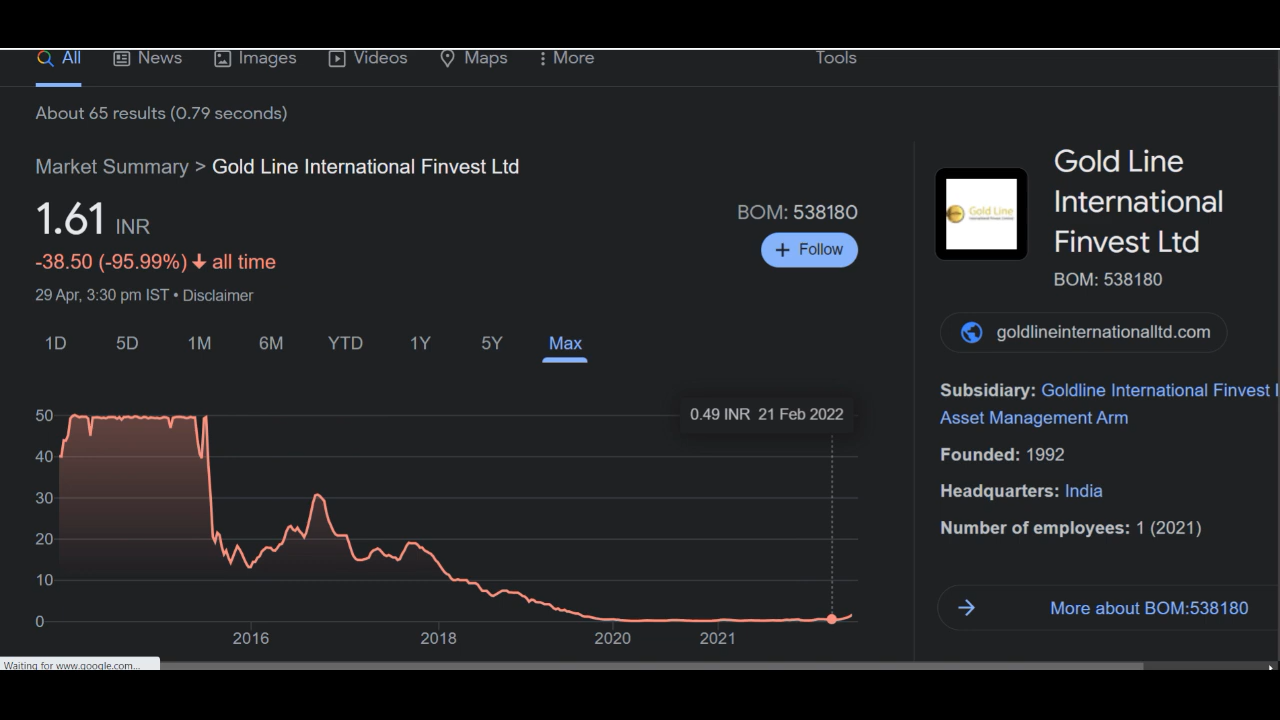 All News Images Videos Maps More Tools
About 65 results (0.79 seconds)
Market Summary > Gold Line International Finvest Ltd
1.61 INR
-38.50 (-95.99%) all time
29 Apr, 3:30 pm IST • Disclaimer
BOM: 538180
+ Follow
1D 5D 1M 6M YTD 1Y 5Y Max
50
40
30
20
10
0
0.49 INR 21 Feb 2022
2016 2018 2020 2021
Gold Line
Gold Line
International
Finvest Ltd
BOM: 538180
goldlineinternationalltd.com
Subsidiary: Goldline International Finvest
Asset Management Arm
Founded: 1992
Headquarters: India
Number of employees: 1 (2021)
More about BOM:538180
Waiting for www.google.com...